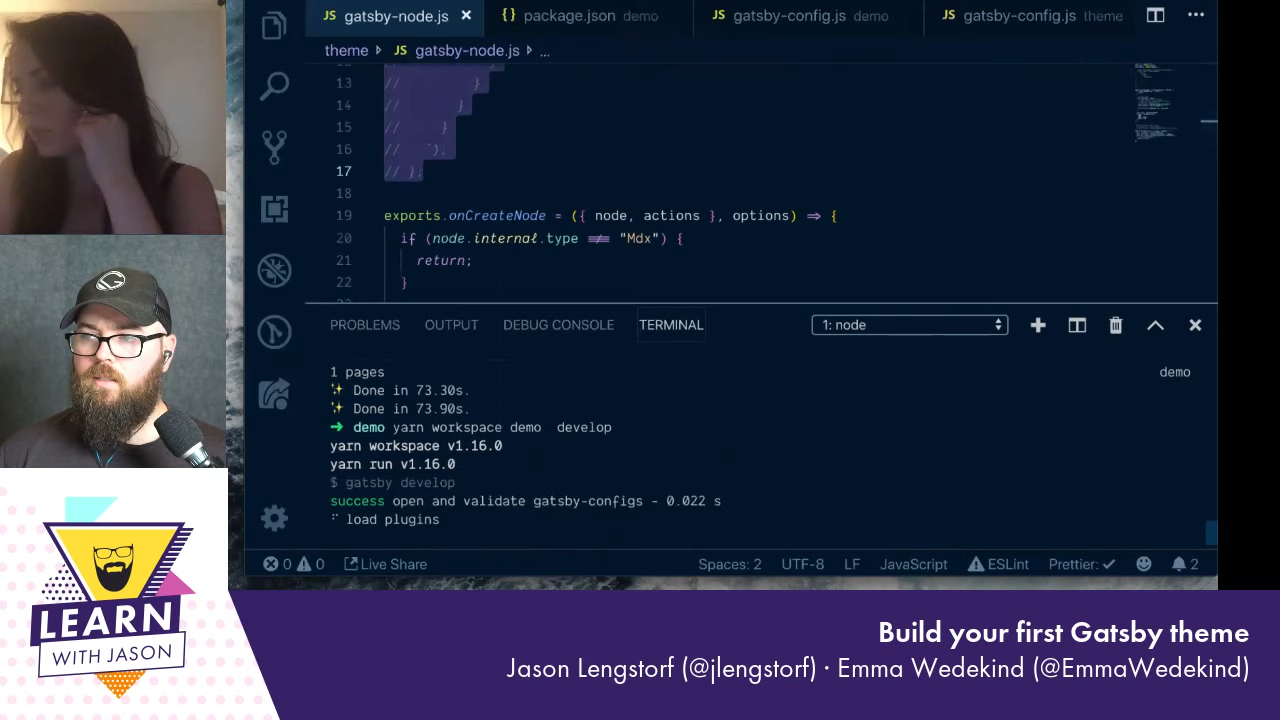 JS gatsby-node.js ×
{} package.json demo
JS gatsby-config.js demo
JS gatsby-config.js theme
theme JS gatsby-node.js ...
13 // }
14 // }
15 // }
16 // `);
17 // };
18
19 exports.onCreateNode = ({ node, actions }, options) => {
20 if (node.internal.type !== "Mdx") {
21 return;
22 }
PROBLEMS OUTPUT DEBUG CONSOLE TERMINAL 1: node
1 pages
demo
✨ Done in 73.30s.
✨ Done in 73.90s.
➜ demo yarn workspace demo develop
yarn workspace v1.16.0
yarn run v1.16.0
$ gatsby develop
success open and validate gatsby-configs - 0.022 s
load plugins
0 0 Live Share Spaces: 2 UTF-8 LF JavaScript ESLint Prettier: ✓ 2
LEARN
WITH JASON
Build your first Gatsby theme
Jason Lengstorf (@jlengstorf) · Emma Wedekind (@EmmaWedekind)